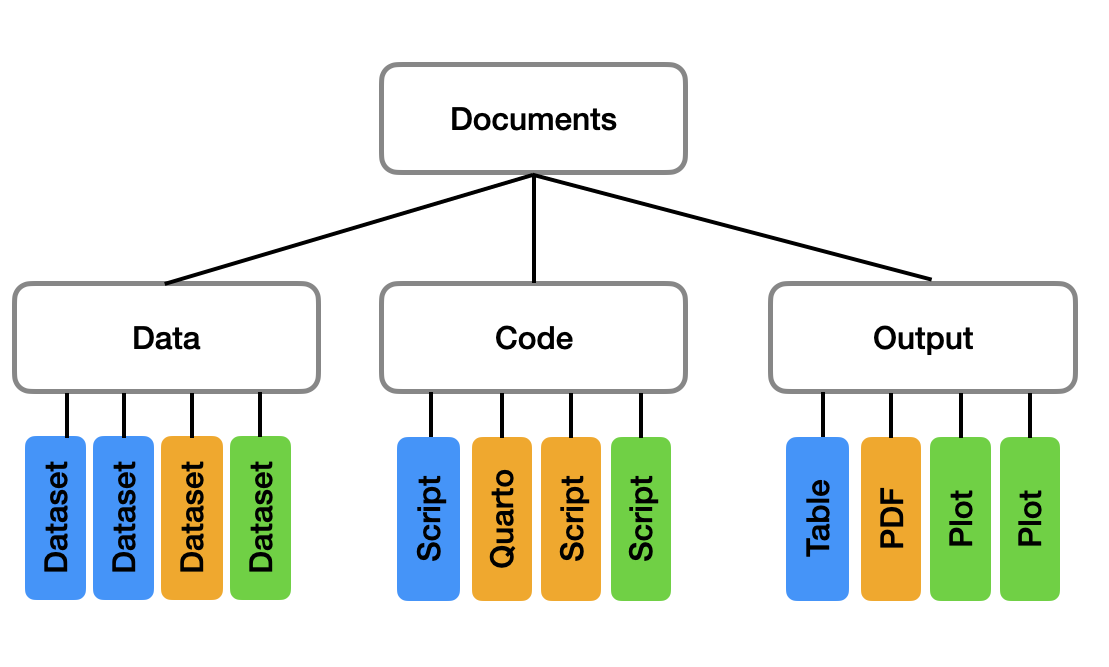 Documents
Data
Code
Output
Dataset
Dataset
Dataset
Dataset
Script
Quarto
Script
Script
Table
PDF
Plot
Plot